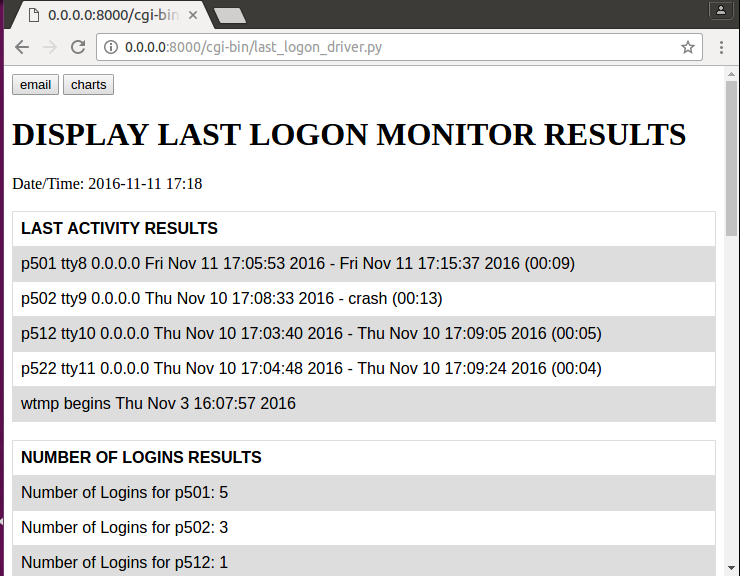 0.0.0.0:8000/cgi-bin
0.0.0.0:8000/cgi-bin/last_logon_driver.py
email charts
DISPLAY LAST LOGON MONITOR RESULTS
Date/Time: 2016-11-11 17:18
LAST ACTIVITY RESULTS
p501 tty8 0.0.0.0 Fri Nov 11 17:05:53 2016 - Fri Nov 11 17:15:37 2016 (00:09)
p502 tty9 0.0.0.0 Thu Nov 10 17:08:33 2016 - crash (00:13)
p512 tty10 0.0.0.0 Thu Nov 10 17:03:40 2016 - Thu Nov 10 17:09:05 2016 (00:05)
p522 tty11 0.0.0.0 Thu Nov 10 17:04:48 2016 - Thu Nov 10 17:09:24 2016 (00:04)
wtmp begins Thu Nov 3 16:07:57 2016
NUMBER OF LOGINS RESULTS
Number of Logins for p501: 5
Number of Logins for p502: 3
Number of Logins for p512: 1